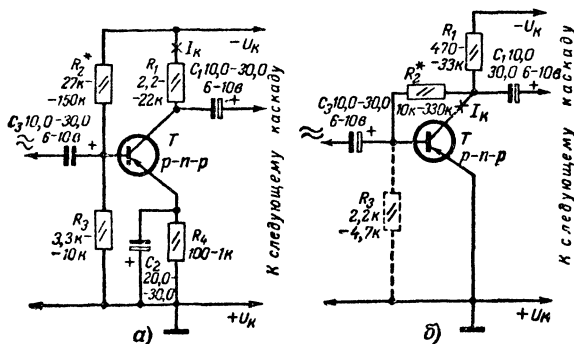 R₂*
27к-
-150к
× Iк
R₁
2,2-
-22к
-Uк
C₁ 10,0-30,0
6-10в
+
C₃ 10,0-30,0
6-10в
+
≈
T
p-n-p
R₃
3,3к-
-10к
+
C₂
20,0-
-30,0
R₄
100-1к
+Uк
К следующему каскаду
а)
R₁
470-
-33к
-Uк
C₁ 10,0-
30,0 6-10в
+
R₂*
10к-330к
× Iк
C₃ 10,0-30,0
6-10в
+
≈
T
p-n-p
R₃
2,2к
-4,7к
+Uк
К следующему каскаду
б)